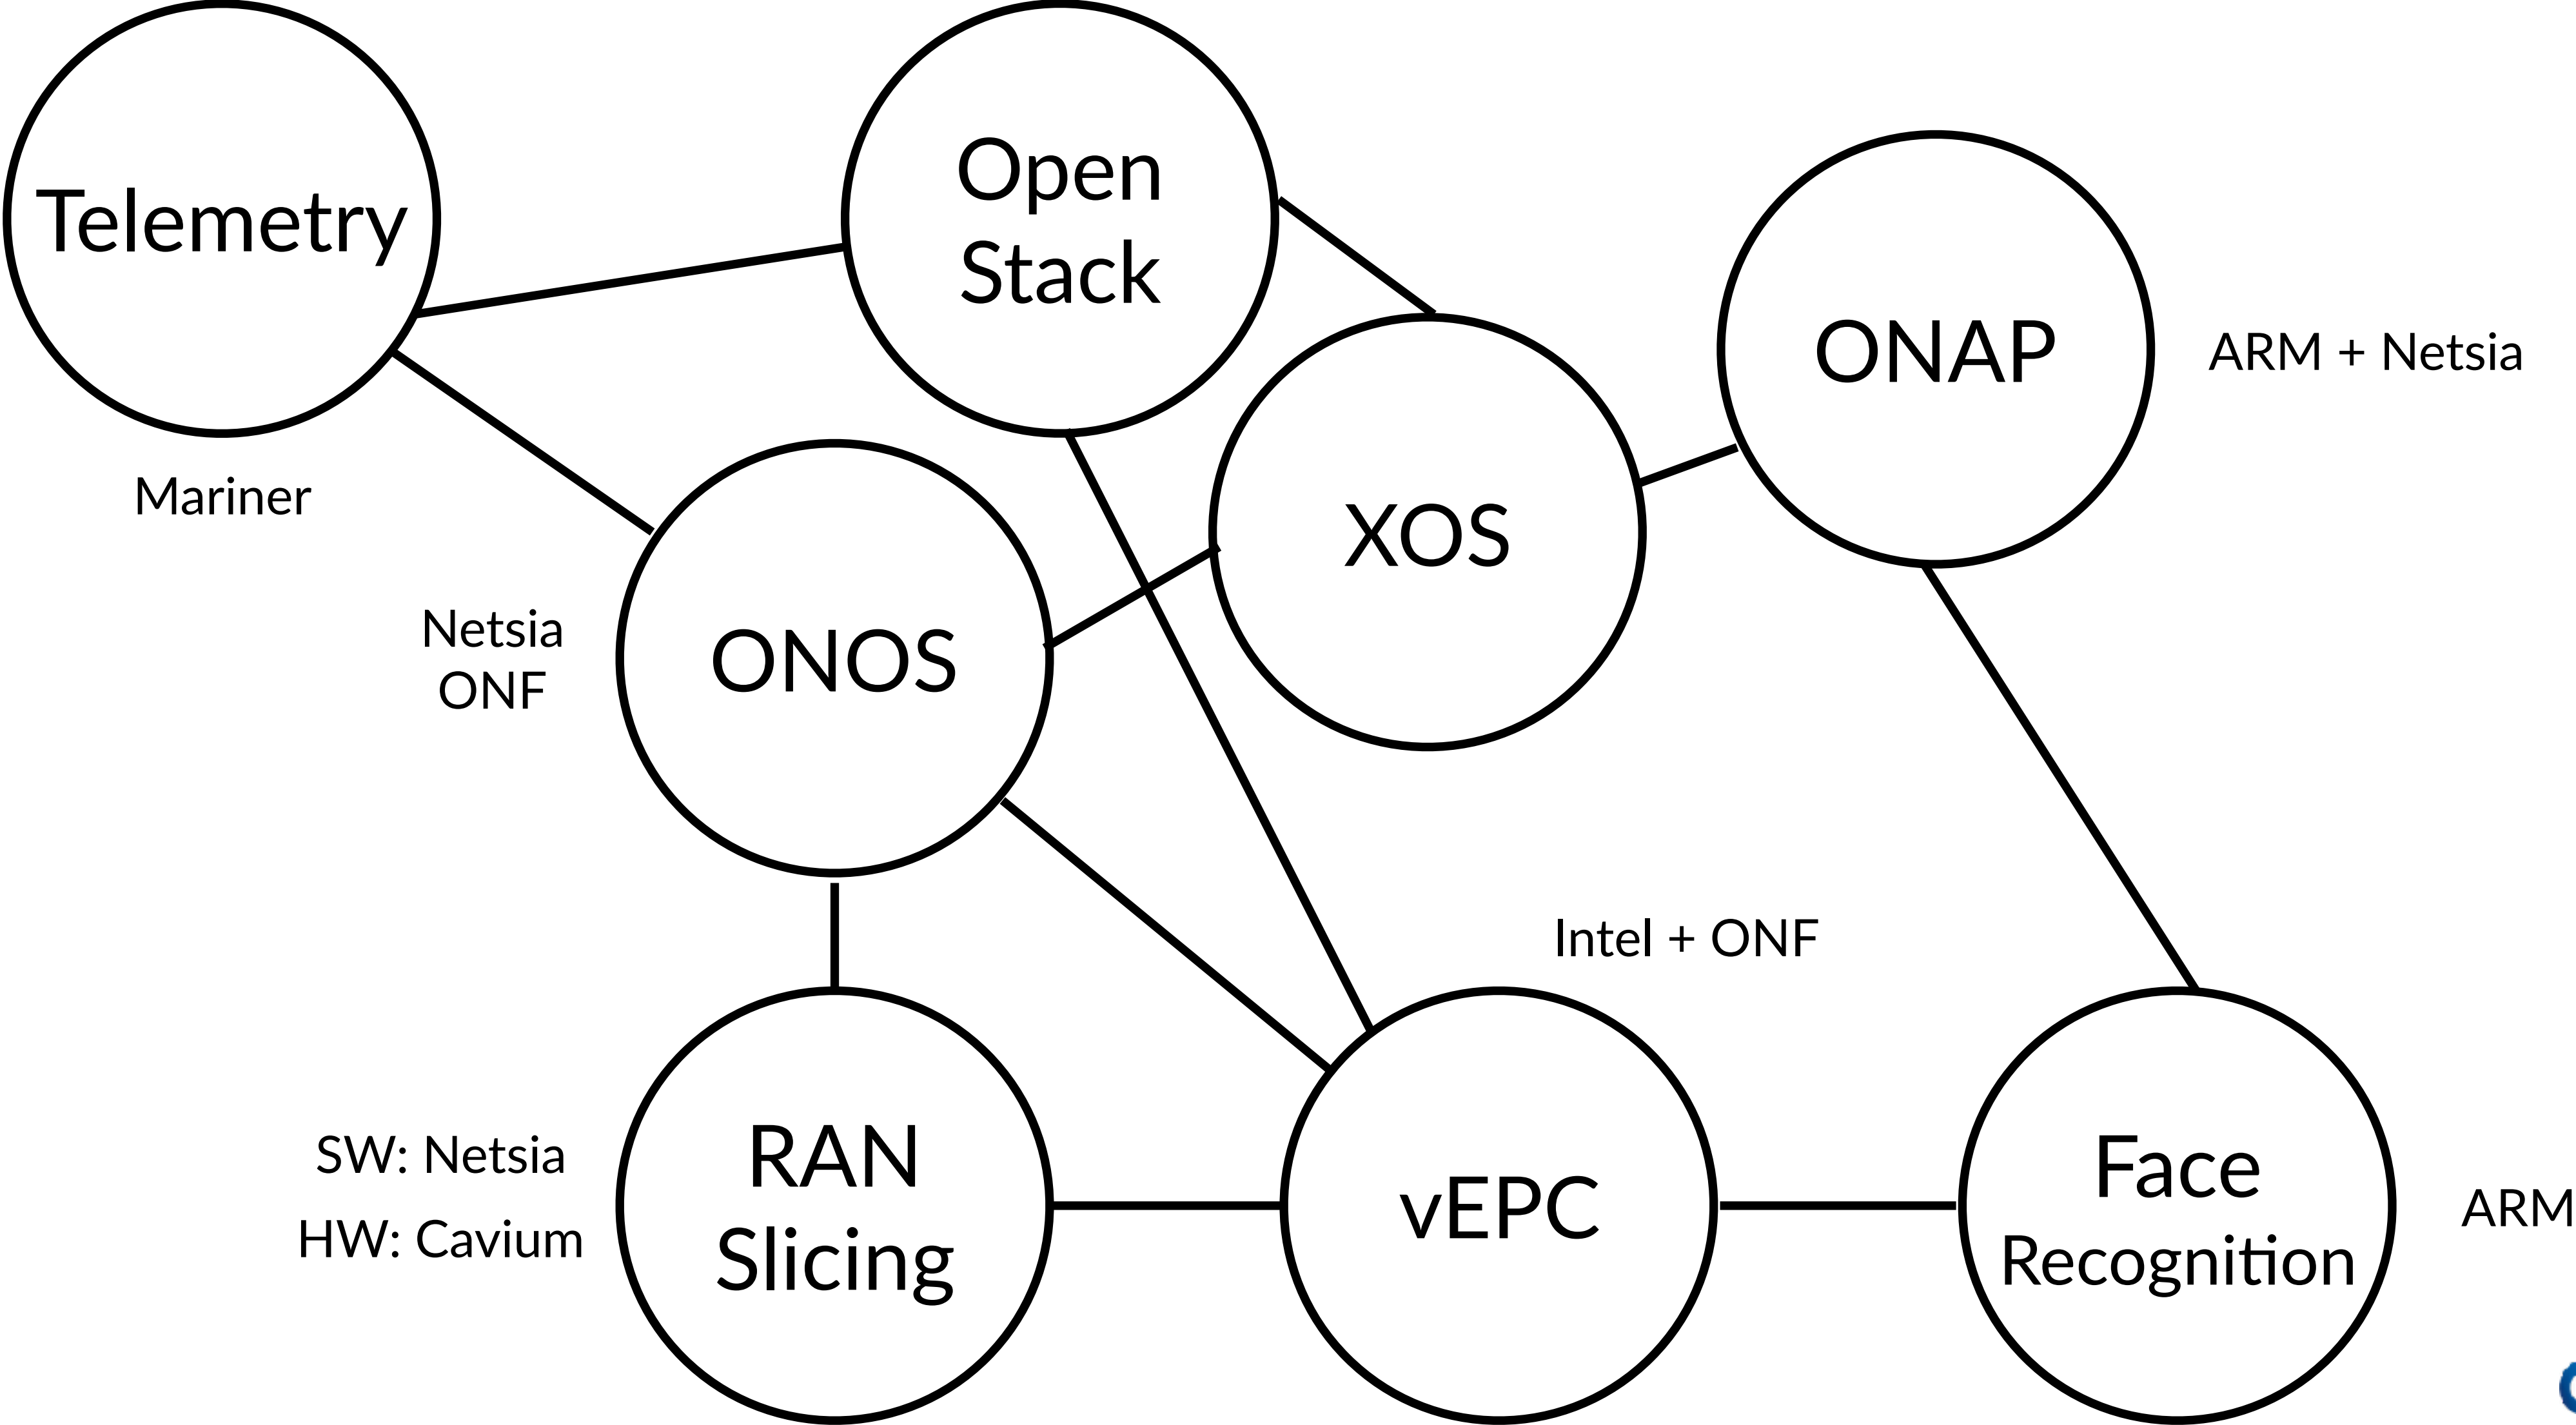 Telemetry
Mariner
Open
Stack
ONAP
ARM + Netsia
XOS
Netsia
ONF
ONOS
Intel + ONF
SW: Netsia
HW: Cavium
RAN
Slicing
vEPC
Face
Recognition
ARM